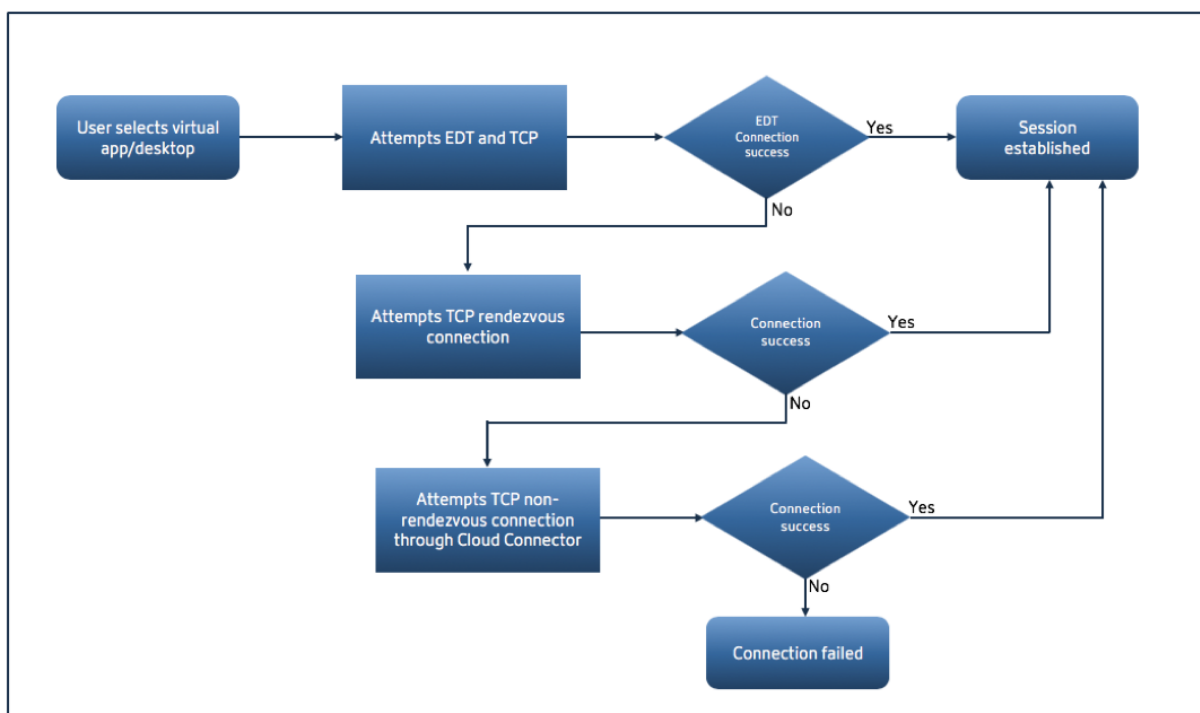 User selects virtual
app/desktop
Attempts EDT and TCP
EDT
Connection
success
Yes
Session
established
No
Attempts TCP rendezvous
connection
Connection
success
Yes
No
Attempts TCP non-
rendezvous connection
through Cloud Connector
Connection
success
Yes
No
Connection failed